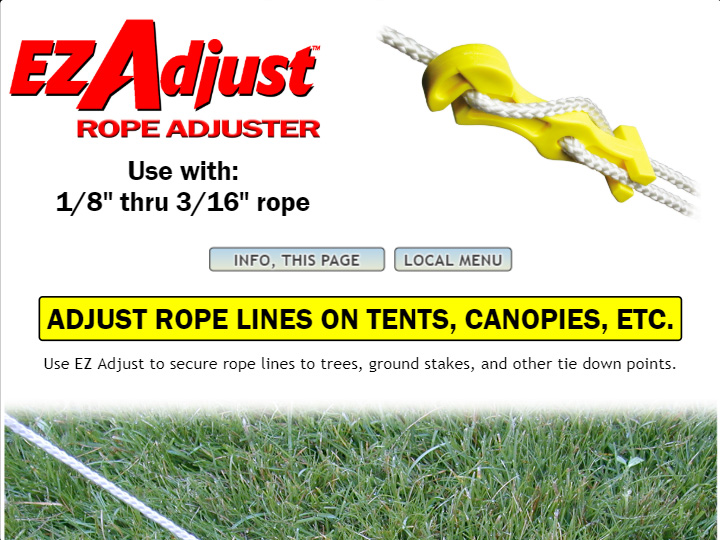 EZAdjust™
ROPE ADJUSTER
Use with:
1/8" thru 3/16" rope
INFO, THIS PAGE
LOCAL MENU
ADJUST ROPE LINES ON TENTS, CANOPIES, ETC.
Use EZ Adjust to secure rope lines to trees, ground stakes, and other tie down points.